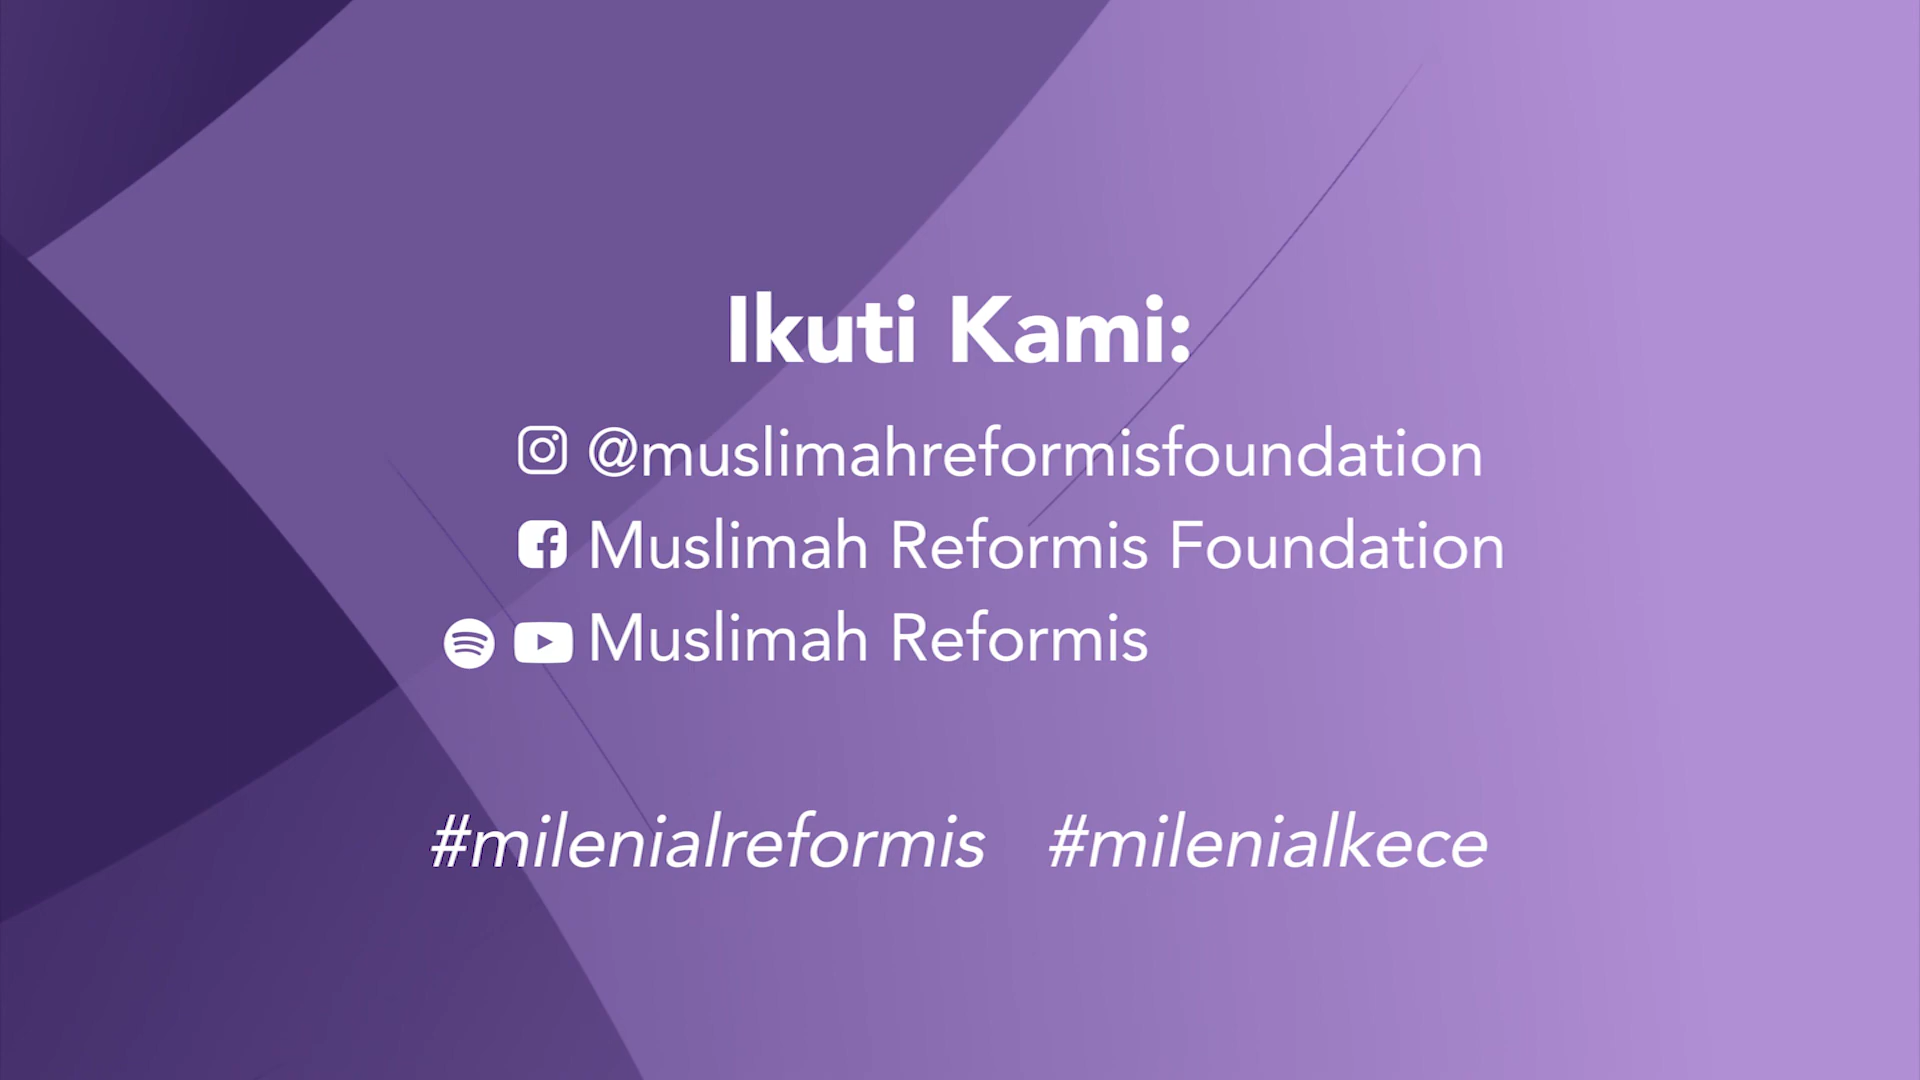 Ikuti Kami:
@muslimahreformisfoundation
Muslimah Reformis Foundation
Muslimah Reformis
#milenialreformis #milenialkece